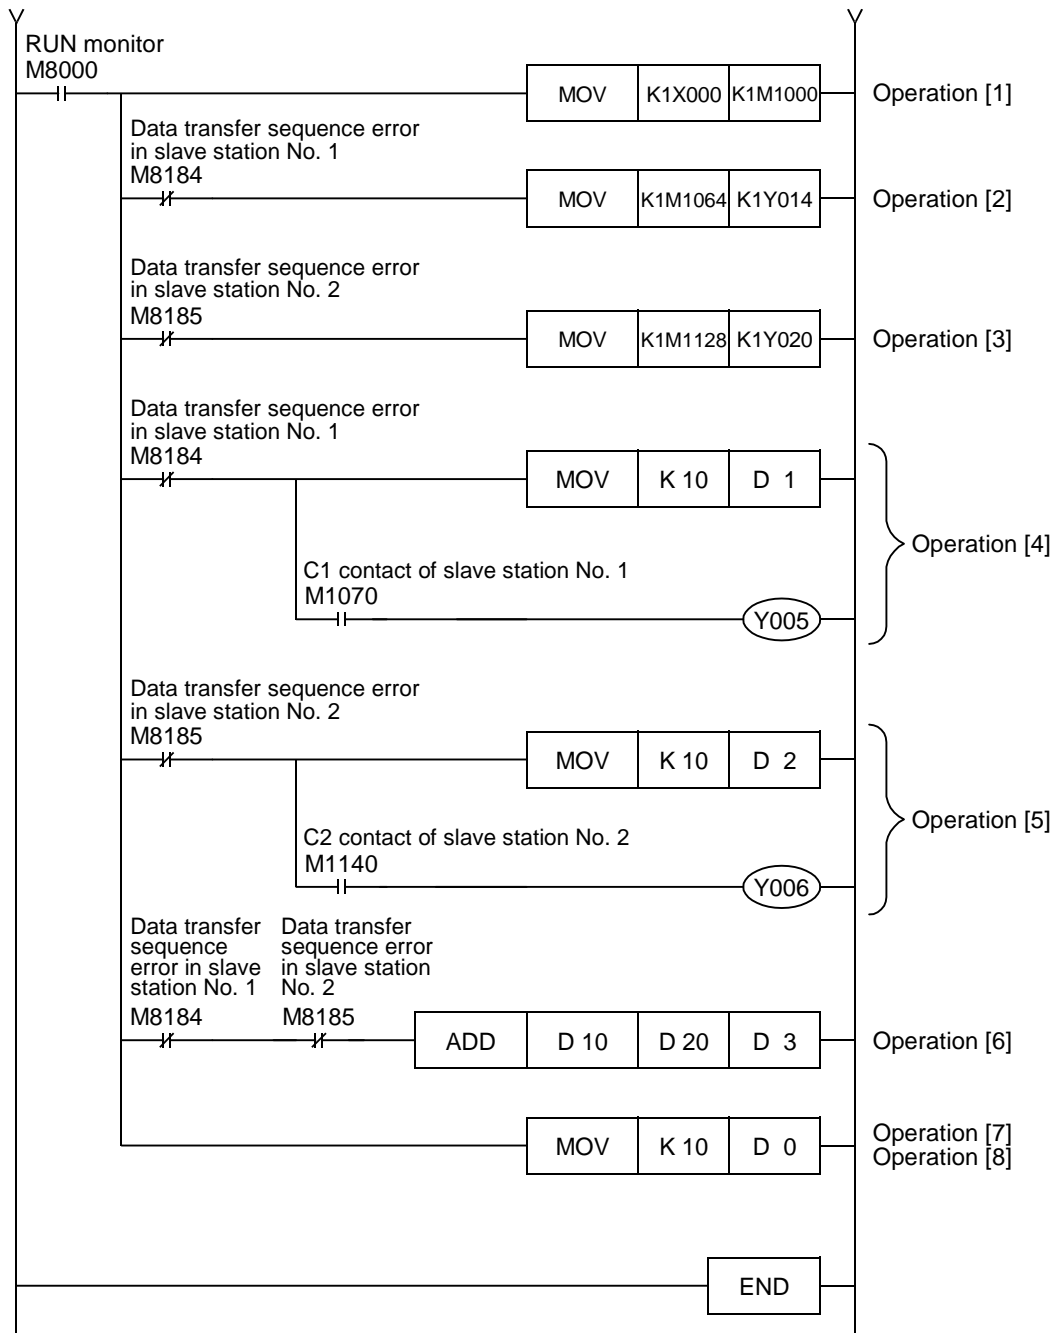 RUN monitor
M8000
MOV K1X000 K1M1000
Operation [1]
Data transfer sequence error
in slave station No. 1
M8184
MOV K1M1064 K1Y014
Operation [2]
Data transfer sequence error
in slave station No. 2
M8185
MOV K1M1128 K1Y020
Operation [3]
Data transfer sequence error
in slave station No. 1
M8184
MOV K 10 D 1
Operation [4]
C1 contact of slave station No. 1
M1070
Y005
Data transfer sequence error
in slave station No. 2
M8185
MOV K 10 D 2
Operation [5]
C2 contact of slave station No. 2
M1140
Y006
Data transfer
sequence
error in slave
station No. 1
M8184
Data transfer
sequence error
in slave station
No. 2
M8185
ADD D 10 D 20 D 3
Operation [6]
MOV K 10 D 0
Operation [7]
Operation [8]
END